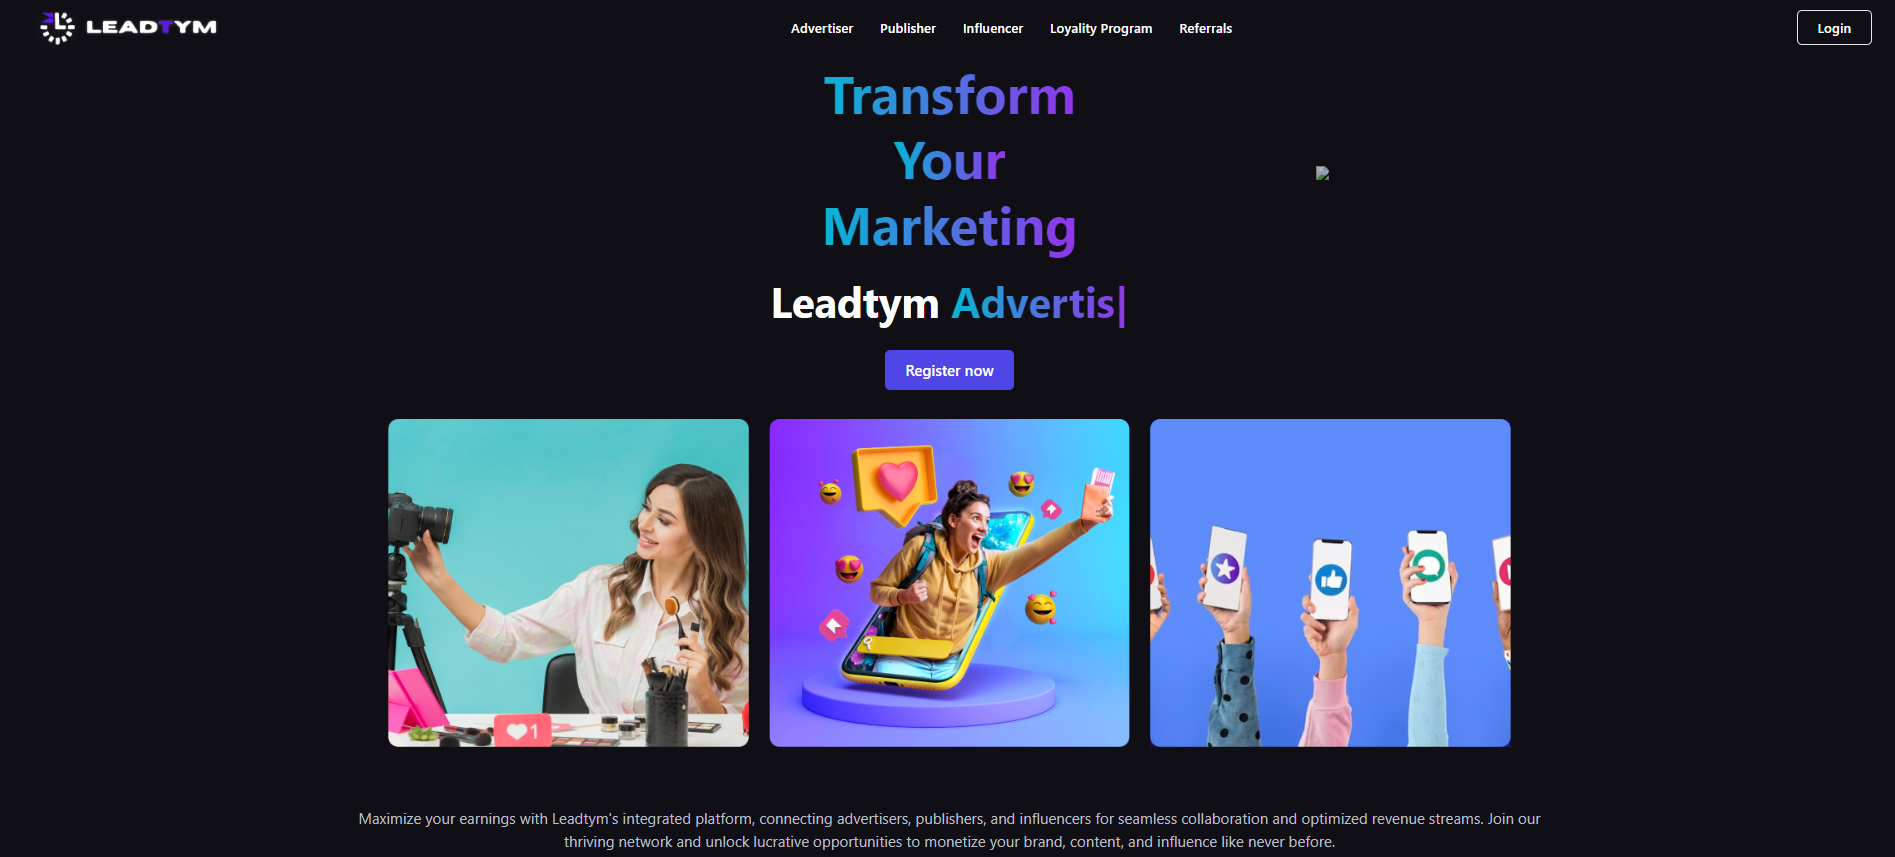 LEADTYM
Advertiser Publisher Influencer Loyality Program Referrals
Login
Transform
Your
Marketing
Leadtym Advertis|
Register now
1
Maximize your earnings with Leadtym's integrated platform, connecting advertisers, publishers, and influencers for seamless collaboration and optimized revenue streams. Join our
thriving network and unlock lucrative opportunities to monetize your brand, content, and influence like never before.